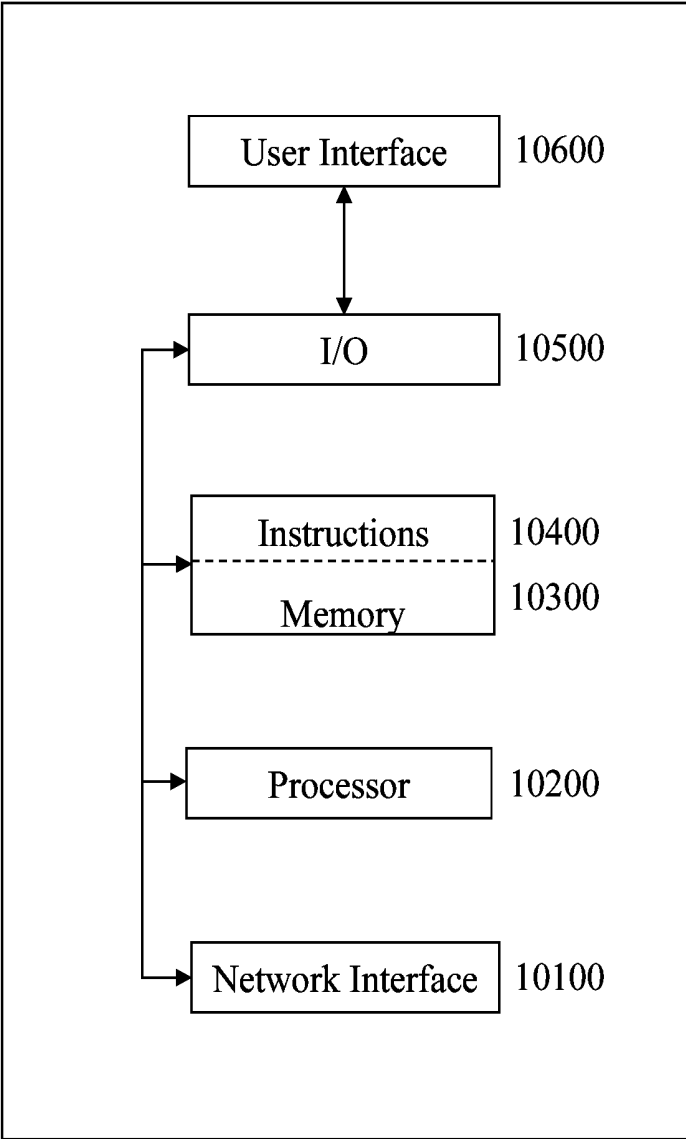 User Interface 10600
I/O 10500
Instructions 10400
Memory 10300
Processor 10200
Network Interface 10100